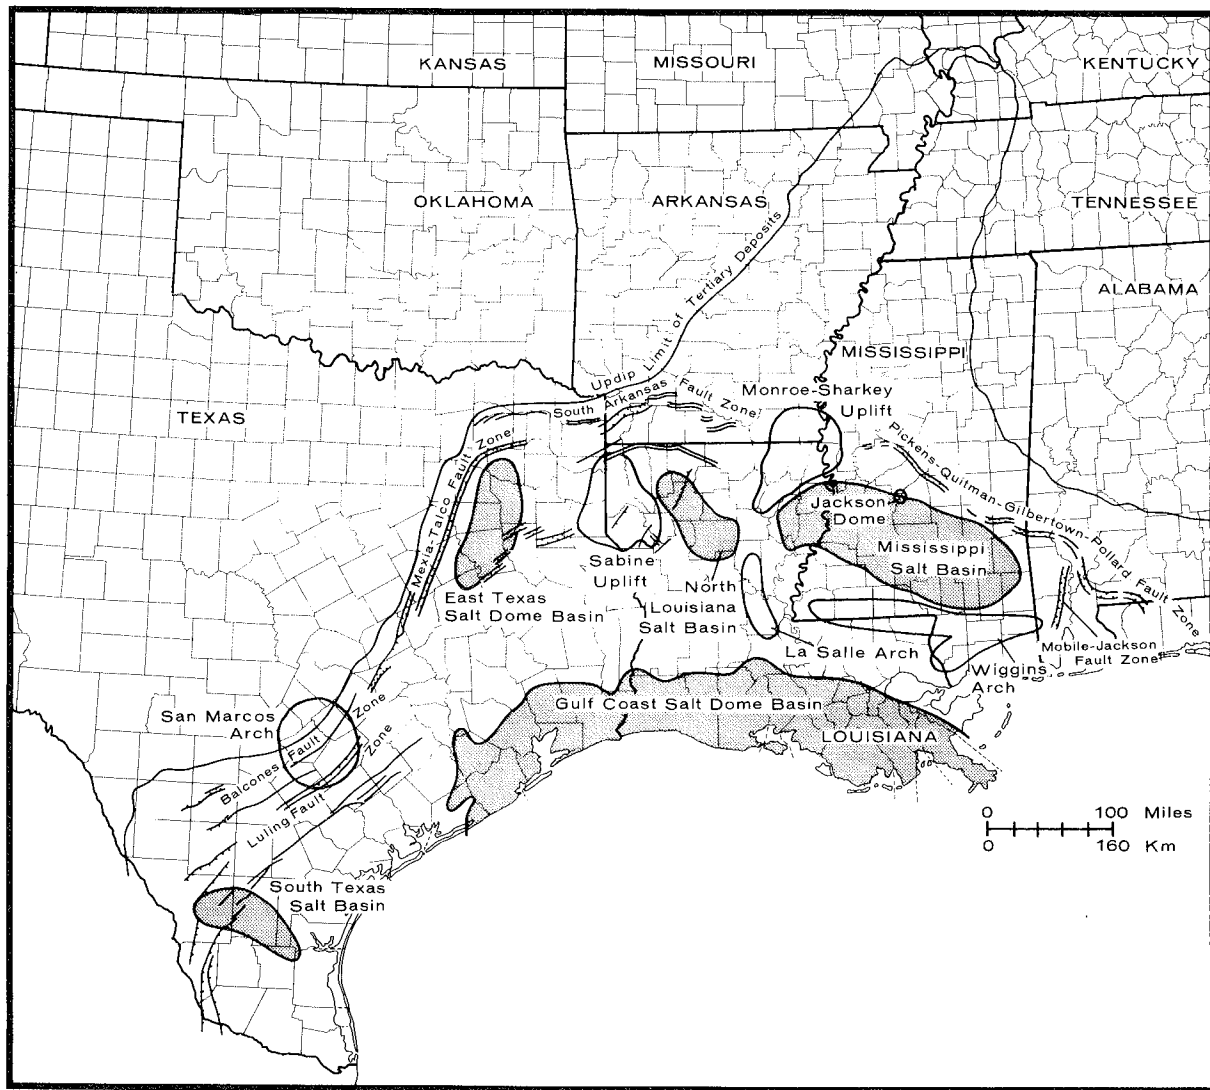 KANSAS
MISSOURI
KENTUCKY
OKLAHOMA
ARKANSAS
TENNESSEE
ALABAMA
MISSISSIPPI
TEXAS
Updip Limit of Tertiary Deposits
South Arkansas Fault Zone
Monroe-Sharkey
Uplift
Mexia-Talco Fault Zone
Pickens-Quitman-Gilbertown-Pollard Fault Zone
Jackson
Dome
Mississippi
Salt Basin
Sabine
Uplift
East Texas
Salt Dome Basin
North
Louisiana
Salt Basin
La Salle Arch
Mobile-Jackson
Fault Zone
Wiggins
Arch
San Marcos
Arch
Gulf Coast Salt Dome Basin
LOUISIANA
Balcones Fault Zone
Luling Fault Zone
0 100 Miles
0 160 Km
South Texas
Salt Basin